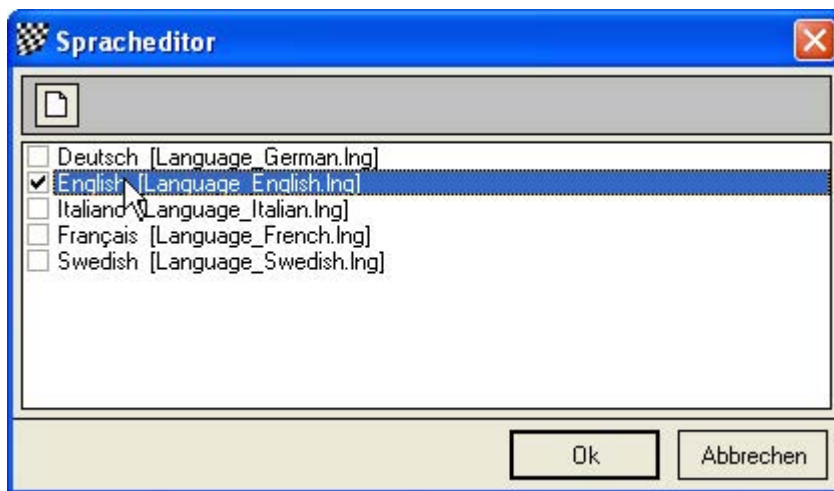 Spracheditor
Deutsch [Language_German.lng]
English [Language_English.lng]
Italiano [Language_Italian.lng]
Français [Language_French.lng]
Swedish [Language_Swedish.lng]
Ok
Abbrechen